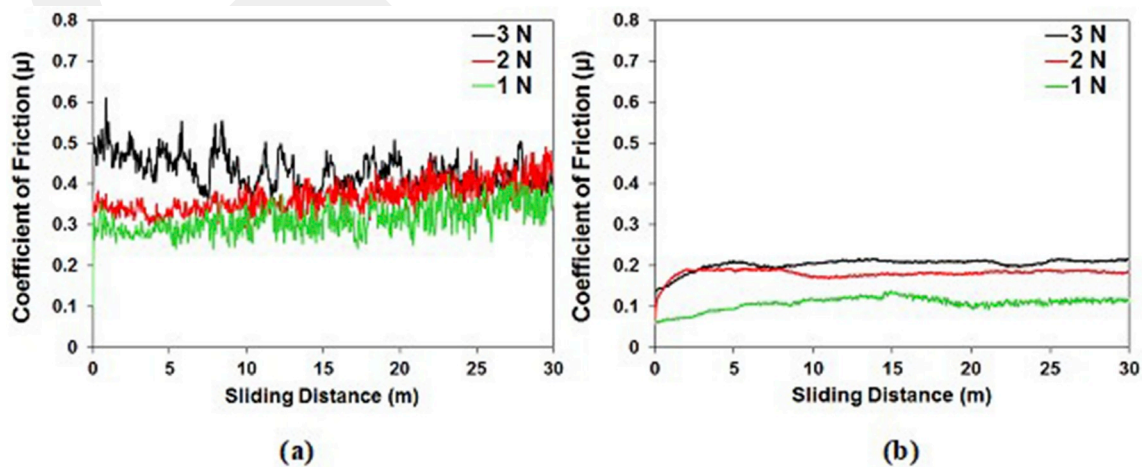 0.8
0.7
0.6
0.5
0.4
0.3
0.2
0.1
0
Coefficient of Friction (μ)
3 N
2 N
1 N
0 5 10 15 20 25 30
Sliding Distance (m)
(a)
0.8
0.7
0.6
0.5
0.4
0.3
0.2
0.1
0
Coefficient of Friction (μ)
3 N
2 N
1 N
0 5 10 15 20 25 30
Sliding Distance (m)
(b)